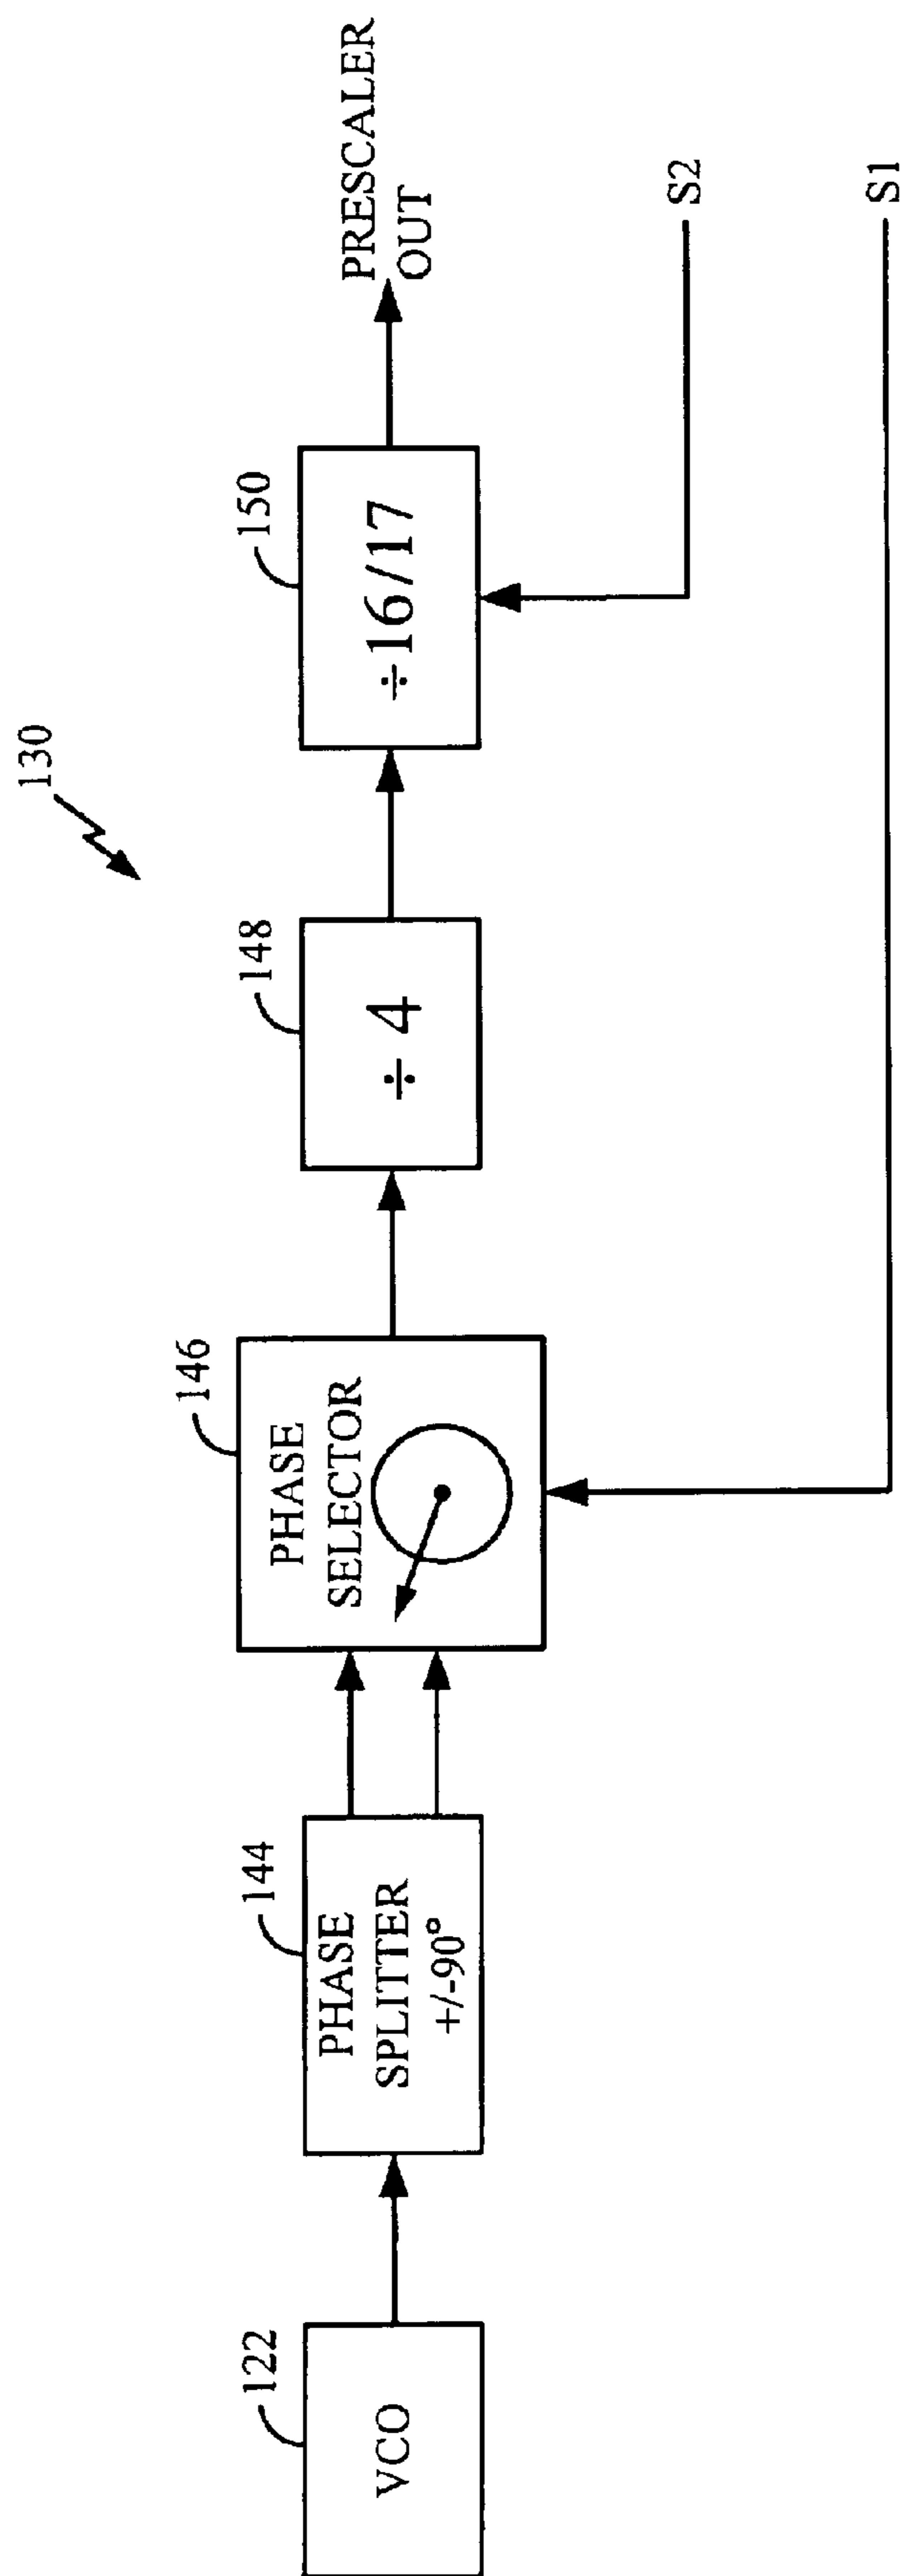 130
122
VCO
144
PHASE
SPLITTER
+/-90°
146
PHASE
SELECTOR
148
÷ 4
150
÷16/17
PRESCALER
OUT
S2
S1